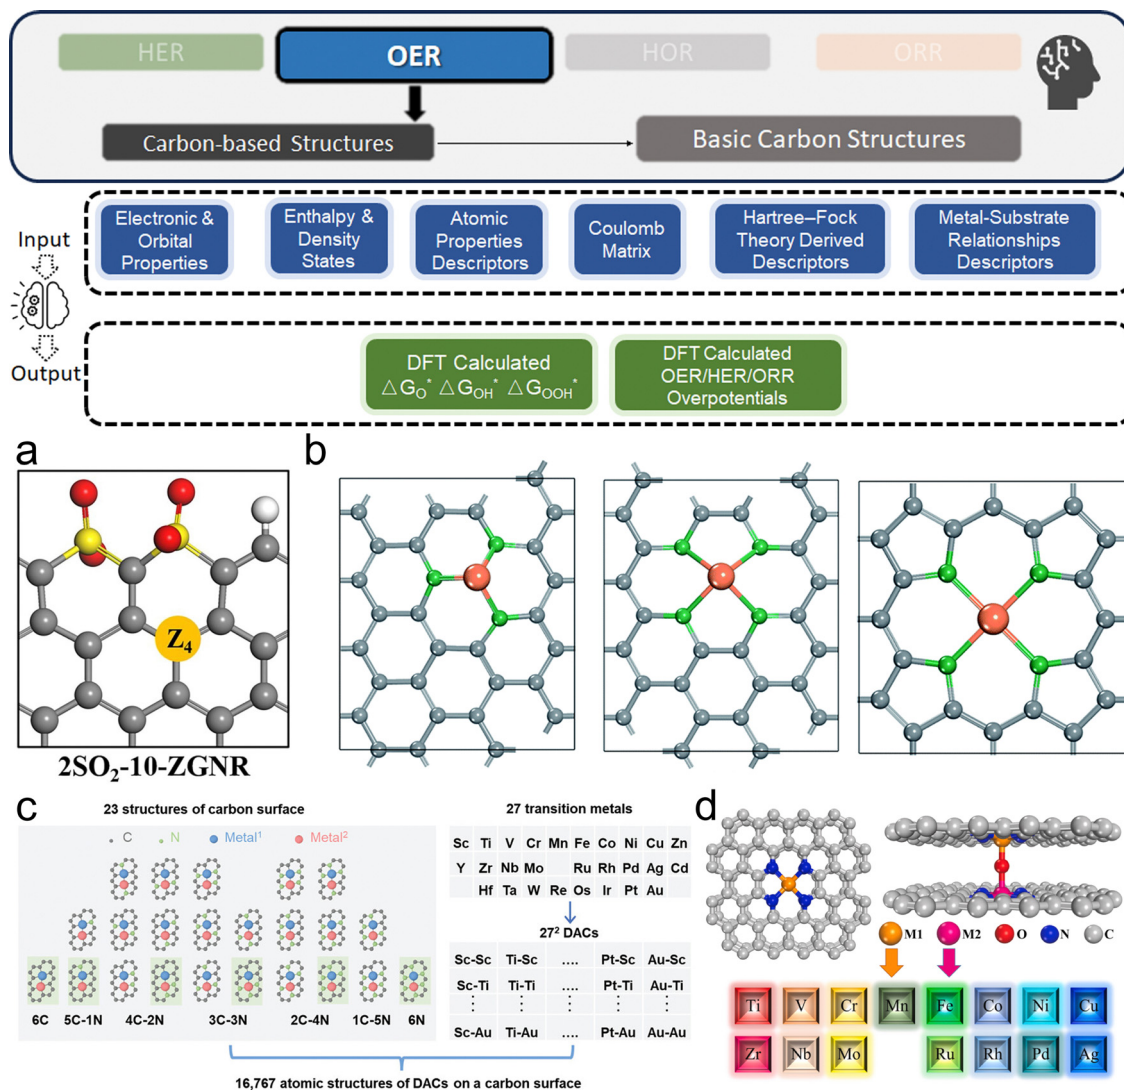 HER
OER
HOR
ORR
Carbon-based Structures
Basic Carbon Structures
Input
Electronic &
Orbital
Properties
Enthalpy &
Density
States
Atomic
Properties
Descriptors
Coulomb
Matrix
Hartree–Fock
Theory Derived
Descriptors
Metal-Substrate
Relationships
Descriptors
Output
DFT Calculated
△G_O* △G_OH* △G_OOH*
DFT Calculated
OER/HER/ORR
Overpotentials
a
Z₄
2SO₂-10-ZGNR
b
c
23 structures of carbon surface
C N Metal¹ Metal²
6C 5C-1N 4C-2N 3C-3N 2C-4N 1C-5N 6N
27 transition metals
Sc Ti V Cr Mn Fe Co Ni Cu Zn
Y Zr Nb Mo Ru Rh Pd Ag Cd
Hf Ta W Re Os Ir Pt Au
27² DACs
Sc-Sc Ti-Sc .... Pt-Sc Au-Sc
Sc-Ti Ti-Ti .... Pt-Ti Au-Ti
Sc-Au Ti-Au .... Pt-Au Au-Au
16,767 atomic structures of DACs on a carbon surface
d
M1 M2 O N C
Ti V Cr Mn Fe Co Ni Cu
Zr Nb Mo Ru Rh Pd Ag